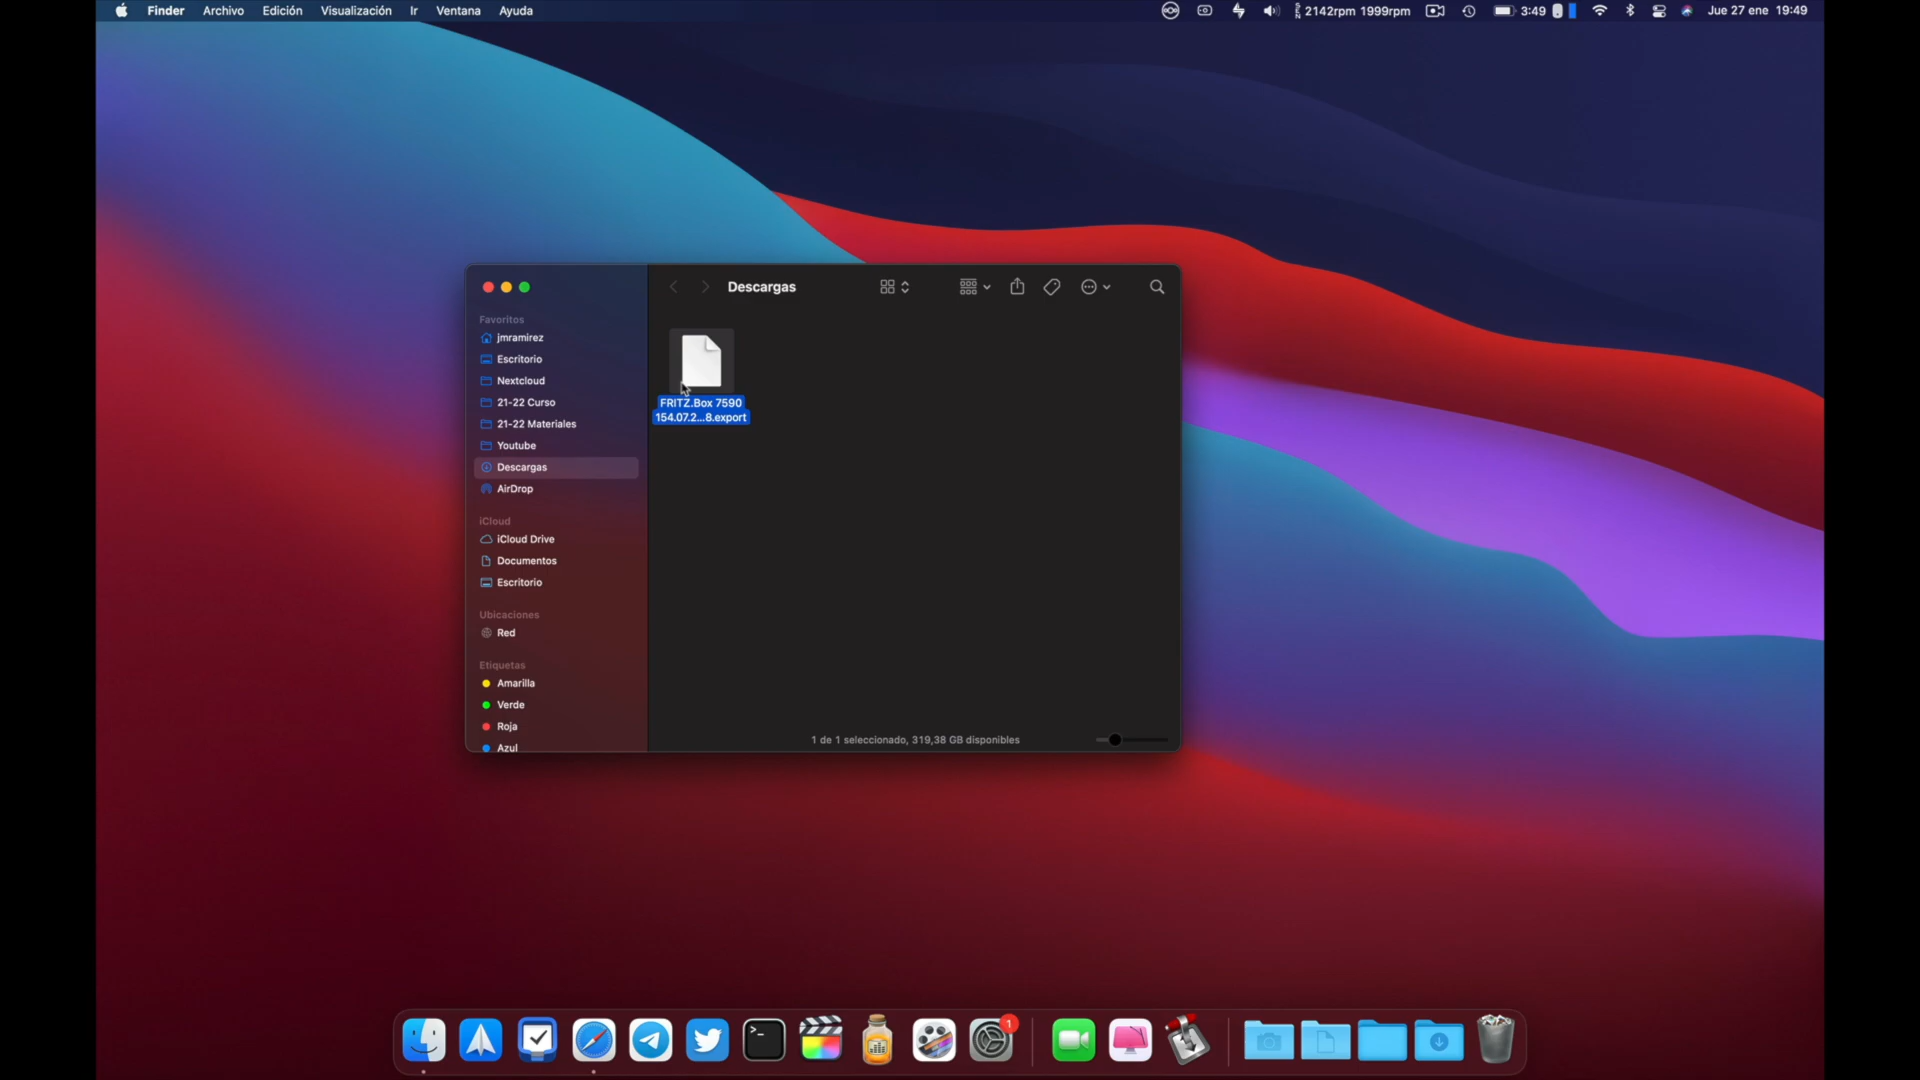 Finder Archivo Edición Visualización Ir Ventana Ayuda
2142rpm 1999rpm 3:49 Jue 27 ene 19:49
Descargas
Favoritos
jmramirez
Escritorio
Nextcloud
21-22 Curso
21-22 Materiales
Youtube
Descargas
AirDrop
iCloud
iCloud Drive
Documentos
Escritorio
Ubicaciones
Red
Etiquetas
Amarilla
Verde
Roja
Azul
FRITZ.Box 7590
154.07.2...8.export
1 de 1 seleccionado, 319,38 GB disponibles
1